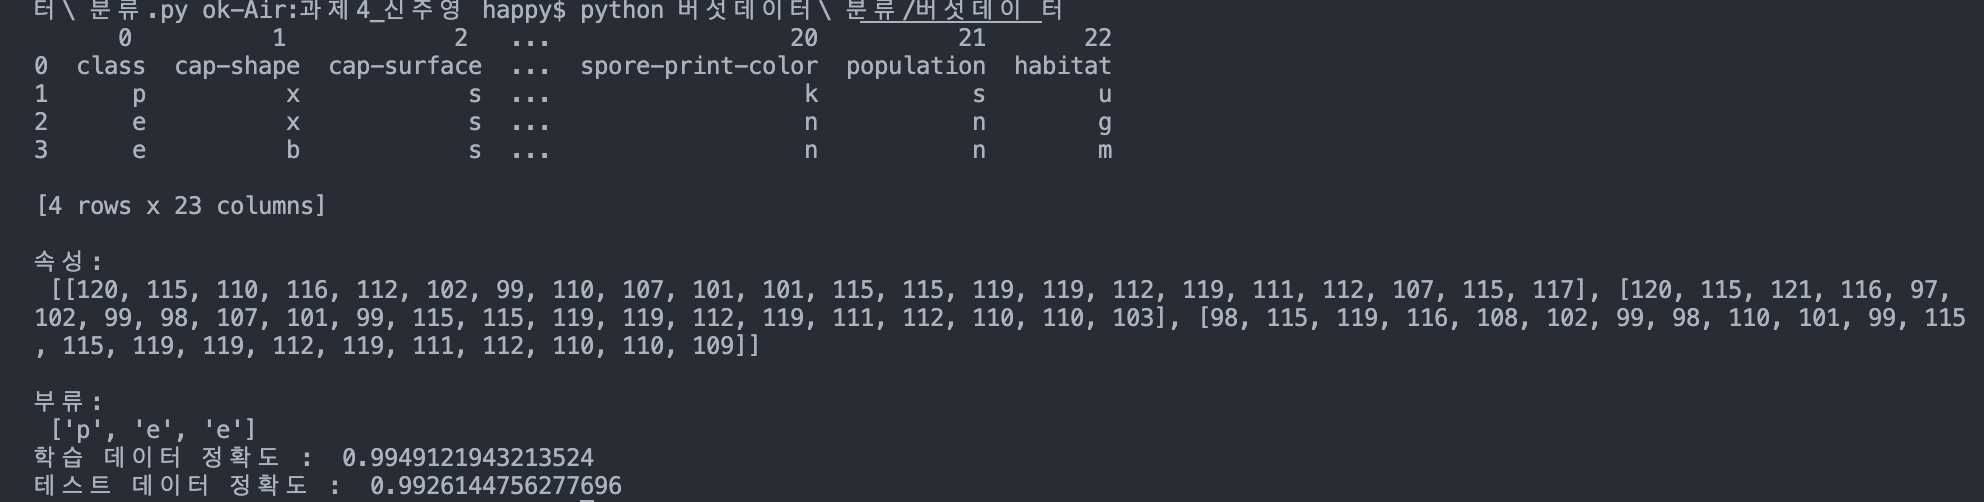 터\ 분류.py ok-Air:과제4_신주영 happy$ python 버섯데이터\ 분류/버섯데이 터
0 1 2 ... 20 21 22
0 class cap-shape cap-surface ... spore-print-color population habitat
1 p x s ... k s u
2 e x s ... n n g
3 e b s ... n n m
[4 rows x 23 columns]
속성:
[[120, 115, 110, 116, 112, 102, 99, 110, 107, 101, 101, 115, 115, 119, 119, 112, 119, 111, 112, 107, 115, 117], [120, 115, 121, 116, 97,
102, 99, 98, 107, 101, 99, 115, 115, 119, 119, 112, 119, 111, 112, 110, 110, 103], [98, 115, 119, 116, 108, 102, 99, 98, 110, 101, 99, 115
, 115, 119, 119, 112, 119, 111, 112, 110, 110, 109]]
부류:
['p', 'e', 'e']
학습 데이터 정확도 : 0.9949121943213524
테스트 데이터 정확도 : 0.9926144756277696